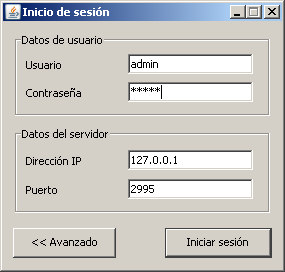 Inicio de sesión
Datos de usuario
Usuario admin
Contraseña *****
Datos del servidor
Dirección IP 127.0.0.1
Puerto 2995
<< Avanzado Iniciar sesión